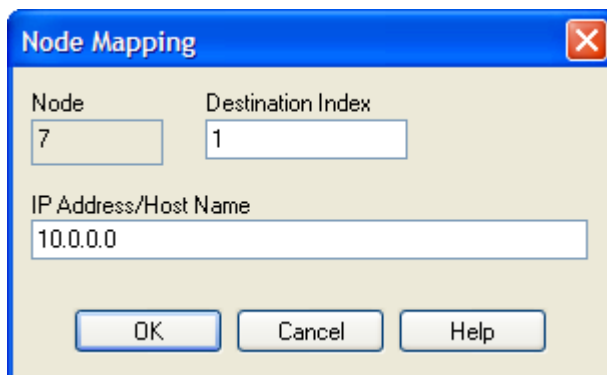 Node Mapping
Node Destination Index
7 1
IP Address/Host Name
10.0.0.0
OK Cancel Help